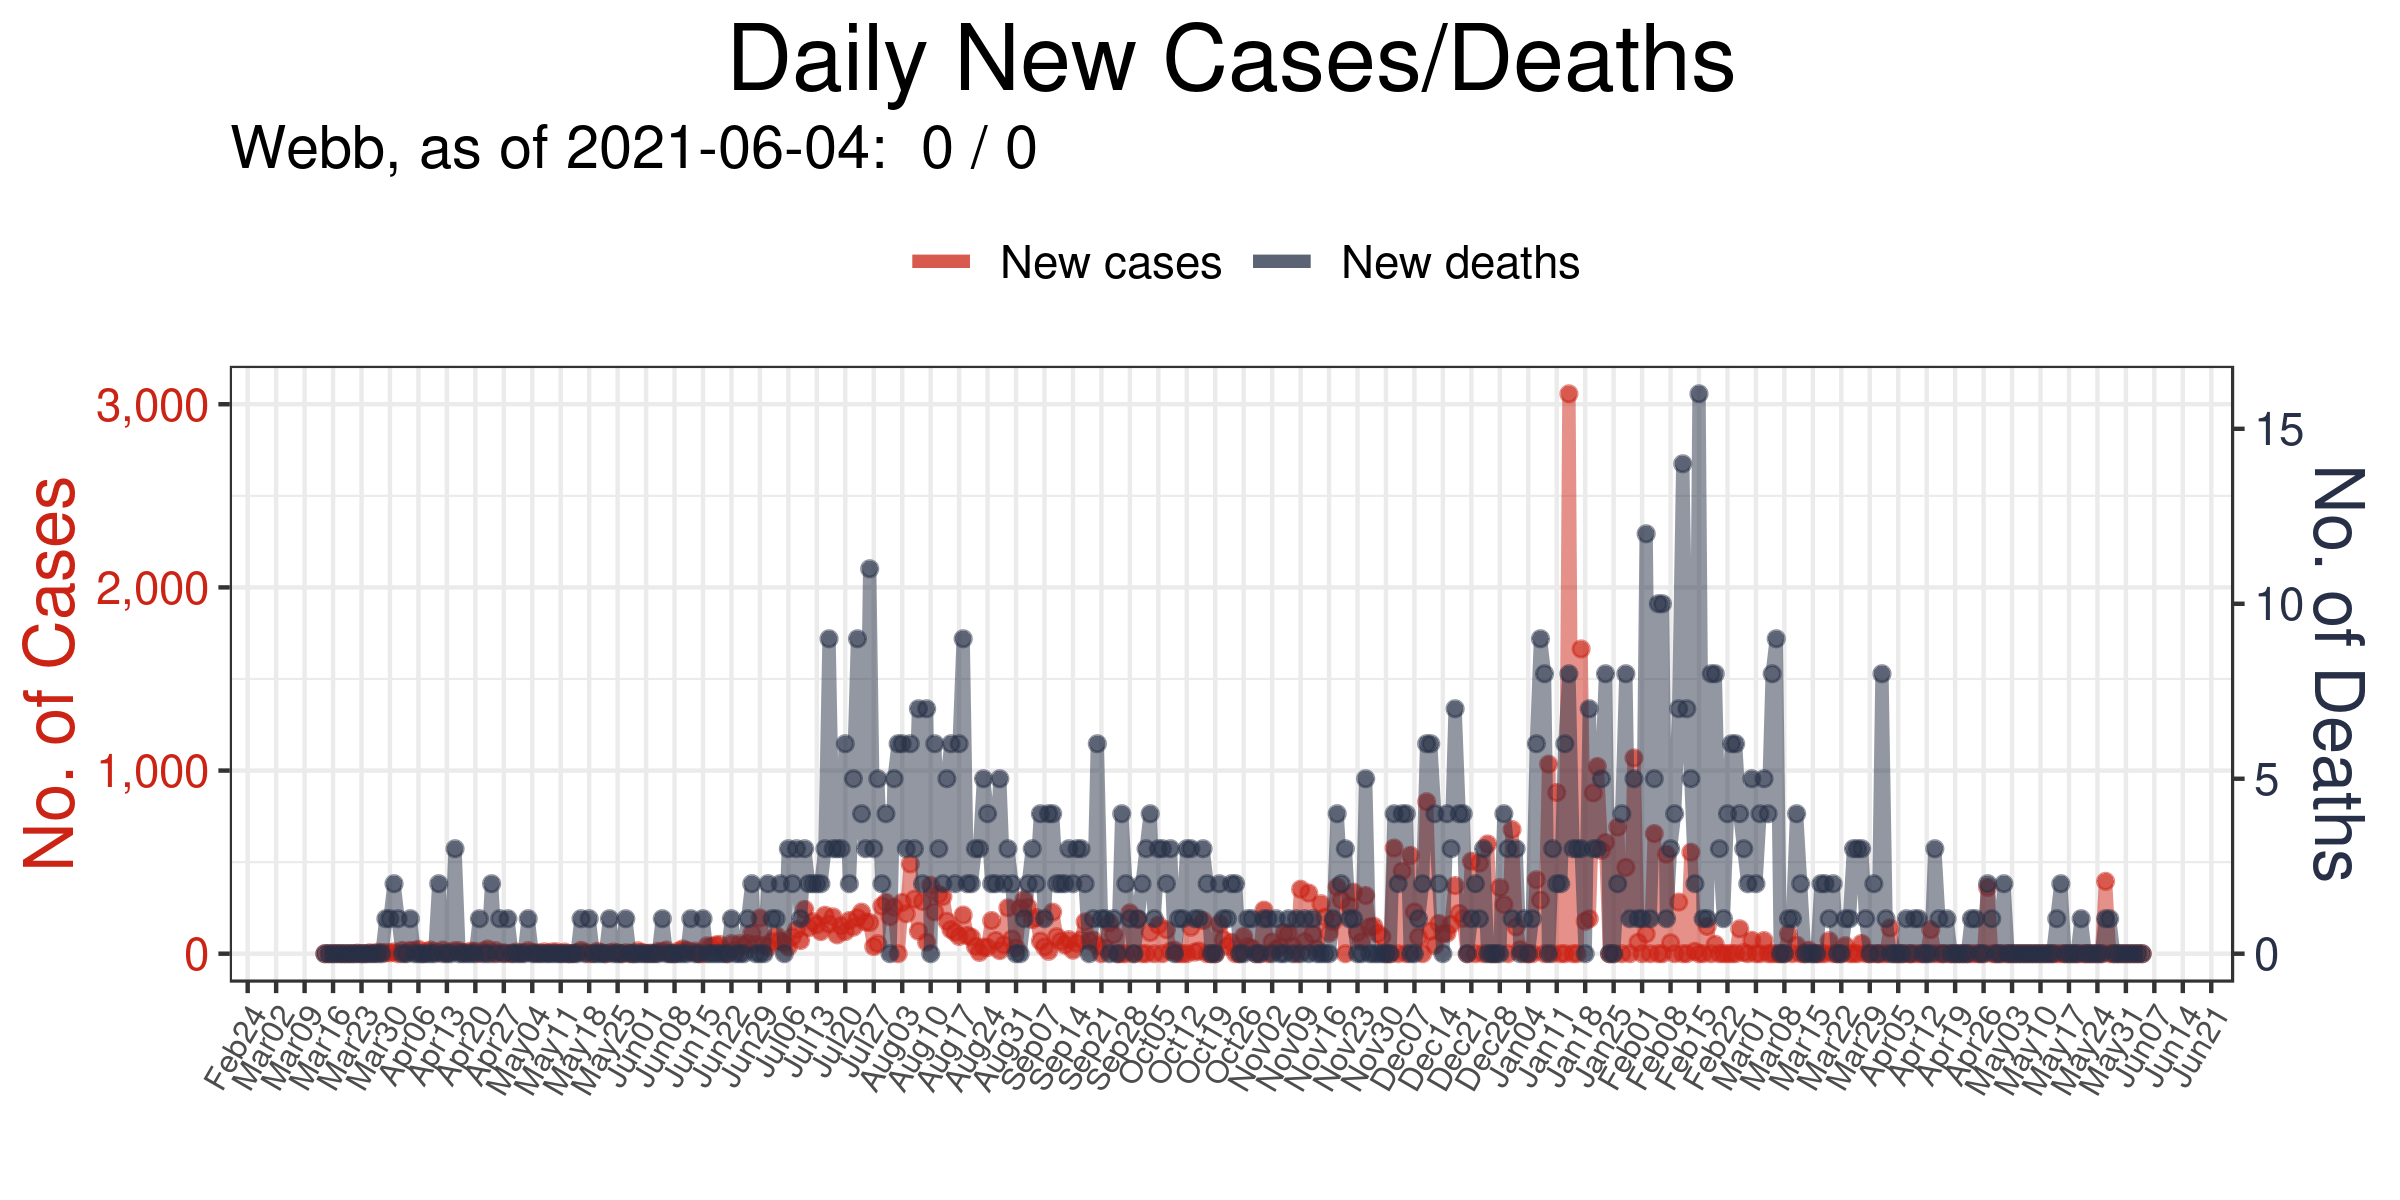 Daily New Cases/Deaths
Webb, as of 2021-06-04:  0 / 0
New cases
New deaths
No. of Cases
3,000
2,000
1,000
0
15
10
5
0
No. of Deaths
Feb24
Mar02
Mar09
Mar16
Mar23
Mar30
Apr06
Apr13
Apr20
Apr27
May04
May11
May18
May25
Jun01
Jun08
Jun15
Jun22
Jun29
Jul06
Jul13
Jul20
Jul27
Aug03
Aug10
Aug17
Aug24
Aug31
Sep07
Sep14
Sep21
Sep28
Oct05
Oct12
Oct19
Oct26
Nov02
Nov09
Nov16
Nov23
Nov30
Dec07
Dec14
Dec21
Dec28
Jan04
Jan11
Jan18
Jan25
Feb01
Feb08
Feb15
Feb22
Mar01
Mar08
Mar15
Mar22
Mar29
Apr05
Apr12
Apr19
Apr26
May03
May10
May17
May24
May31
Jun07
Jun14
Jun21